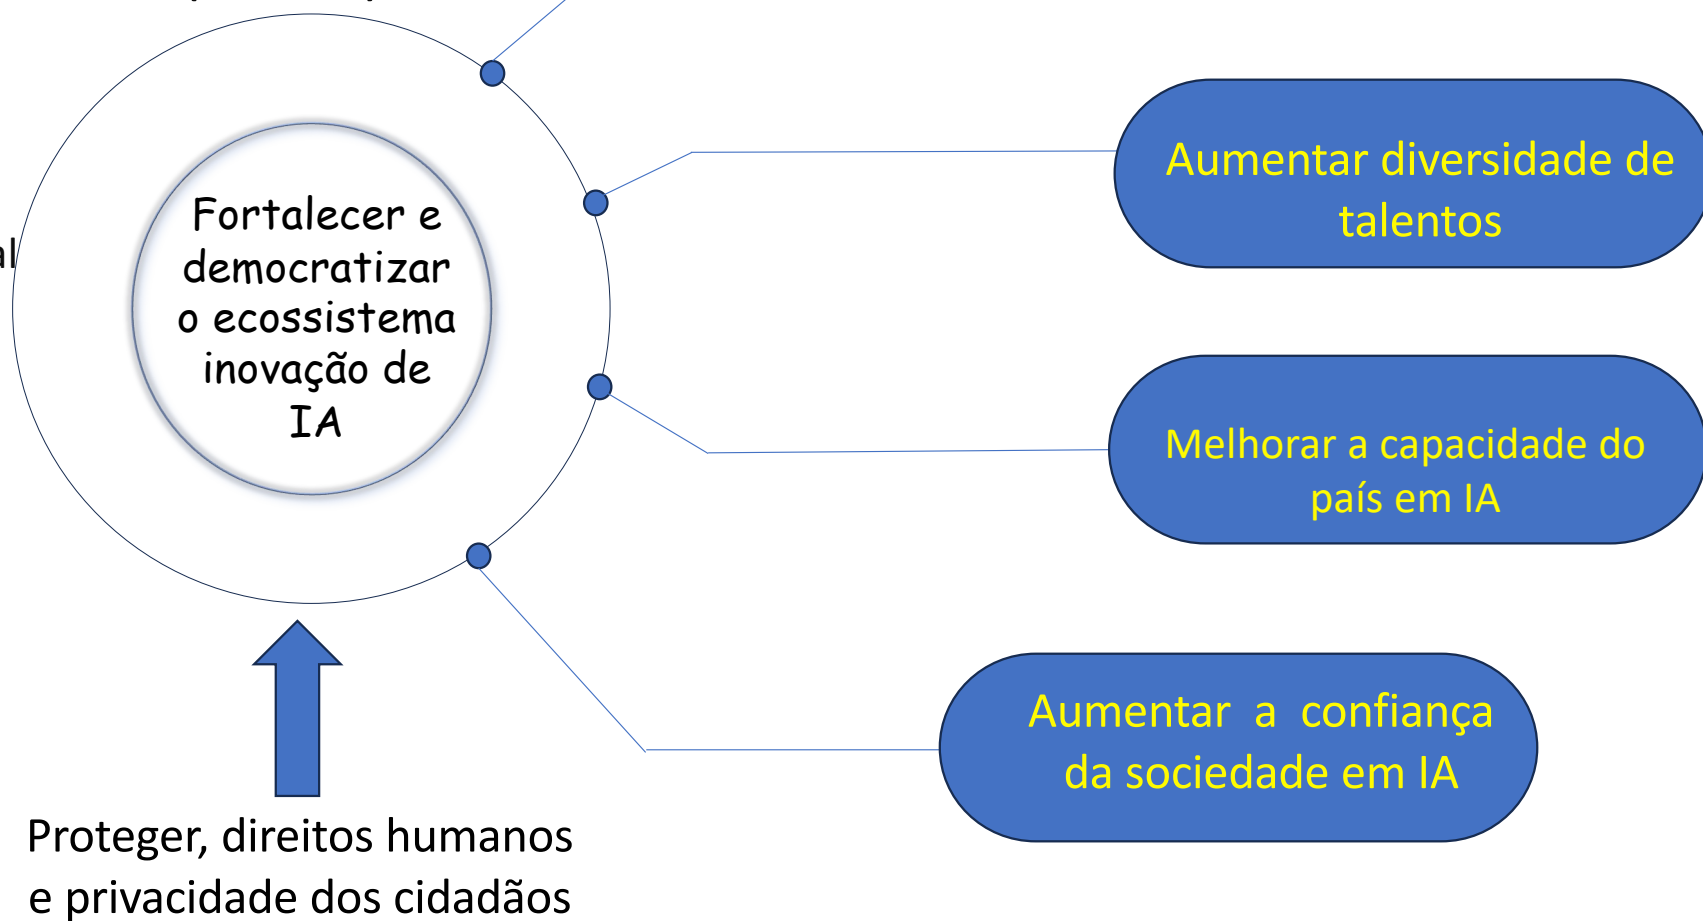 Fortalecer e
democratizar
o ecossistema
inovação de
IA
Aumentar diversidade de
talentos
Melhorar a capacidade do
país em IA
Aumentar a confiança
da sociedade em IA
Proteger, direitos humanos
e privacidade dos cidadãos